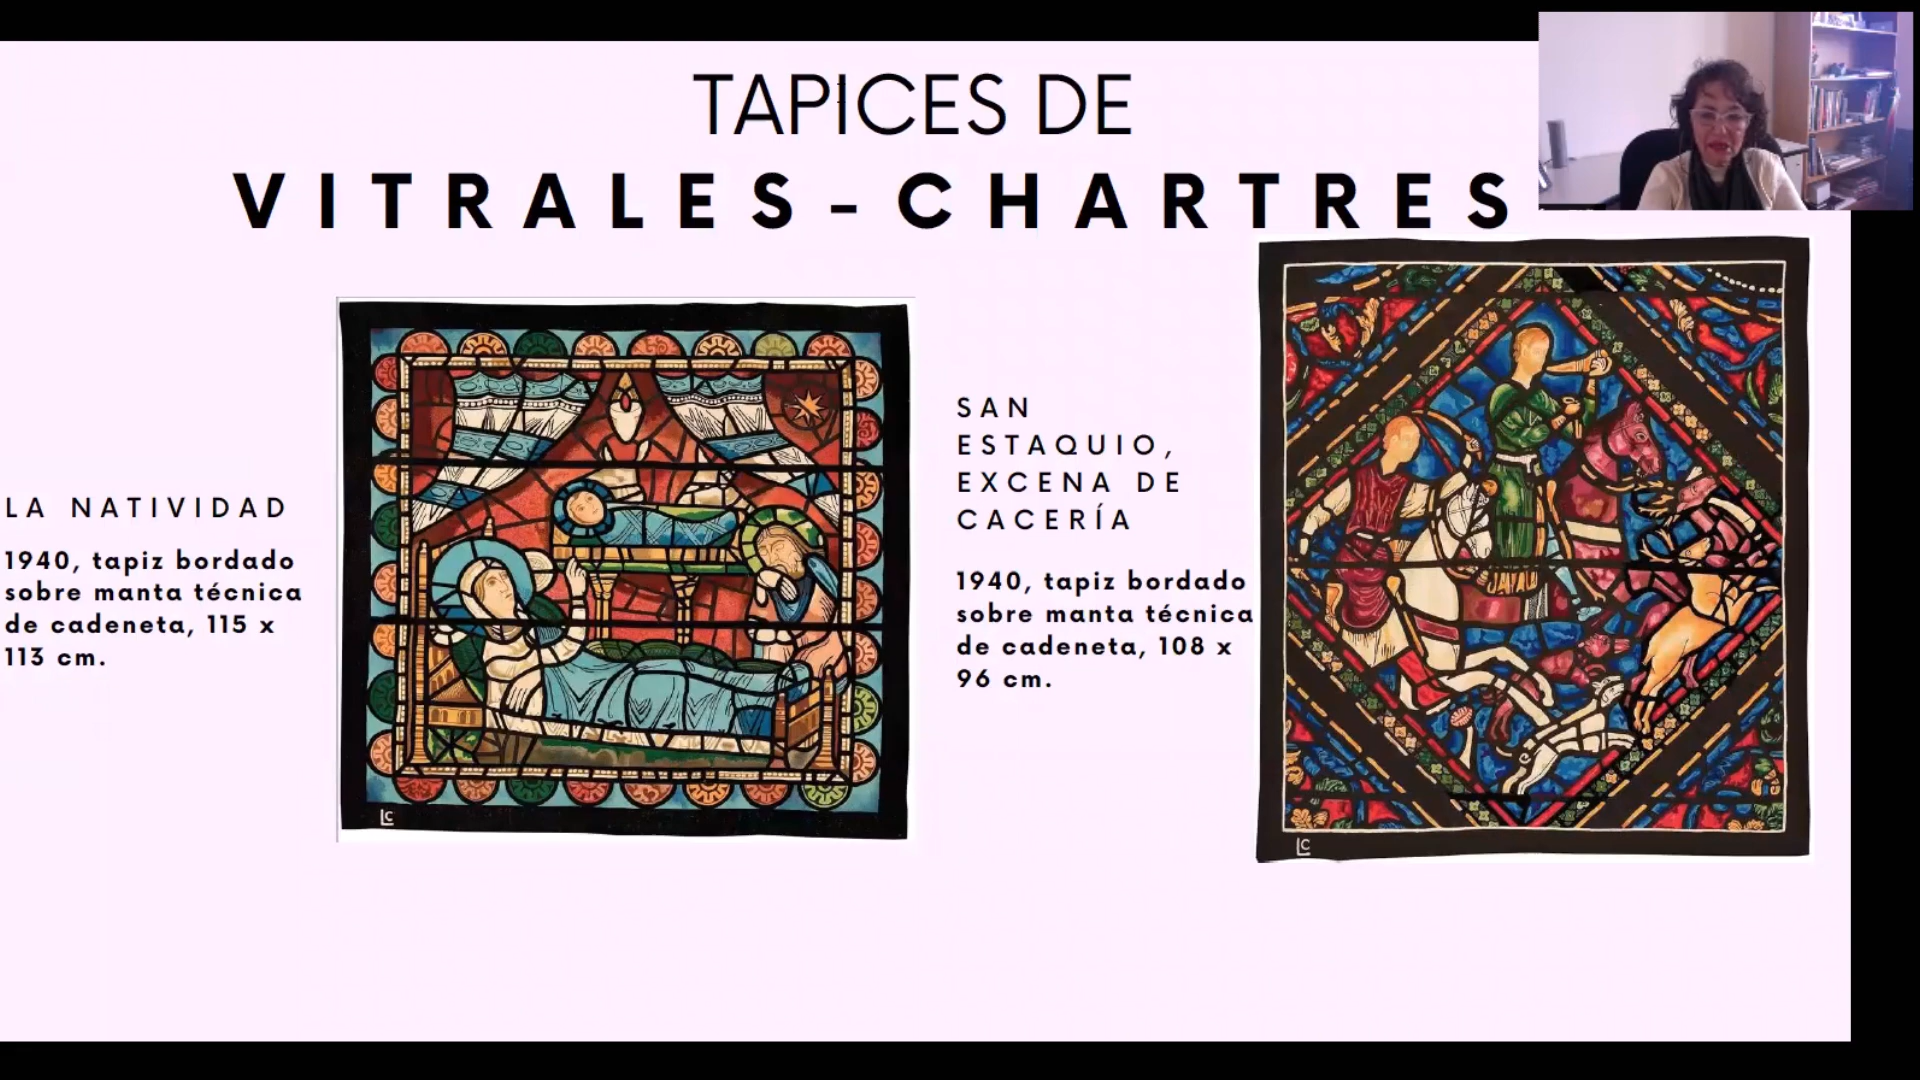 TAPICES DE
VITRALES-CHARTRES
LA NATIVIDAD
1940, tapiz bordado
sobre manta técnica
de cadeneta, 115 x
113 cm.
LC
SAN
ESTAQUIO,
EXCENA DE
CACERÍA
1940, tapiz bordado
sobre manta técnica
de cadeneta, 108 x
96 cm.
LC